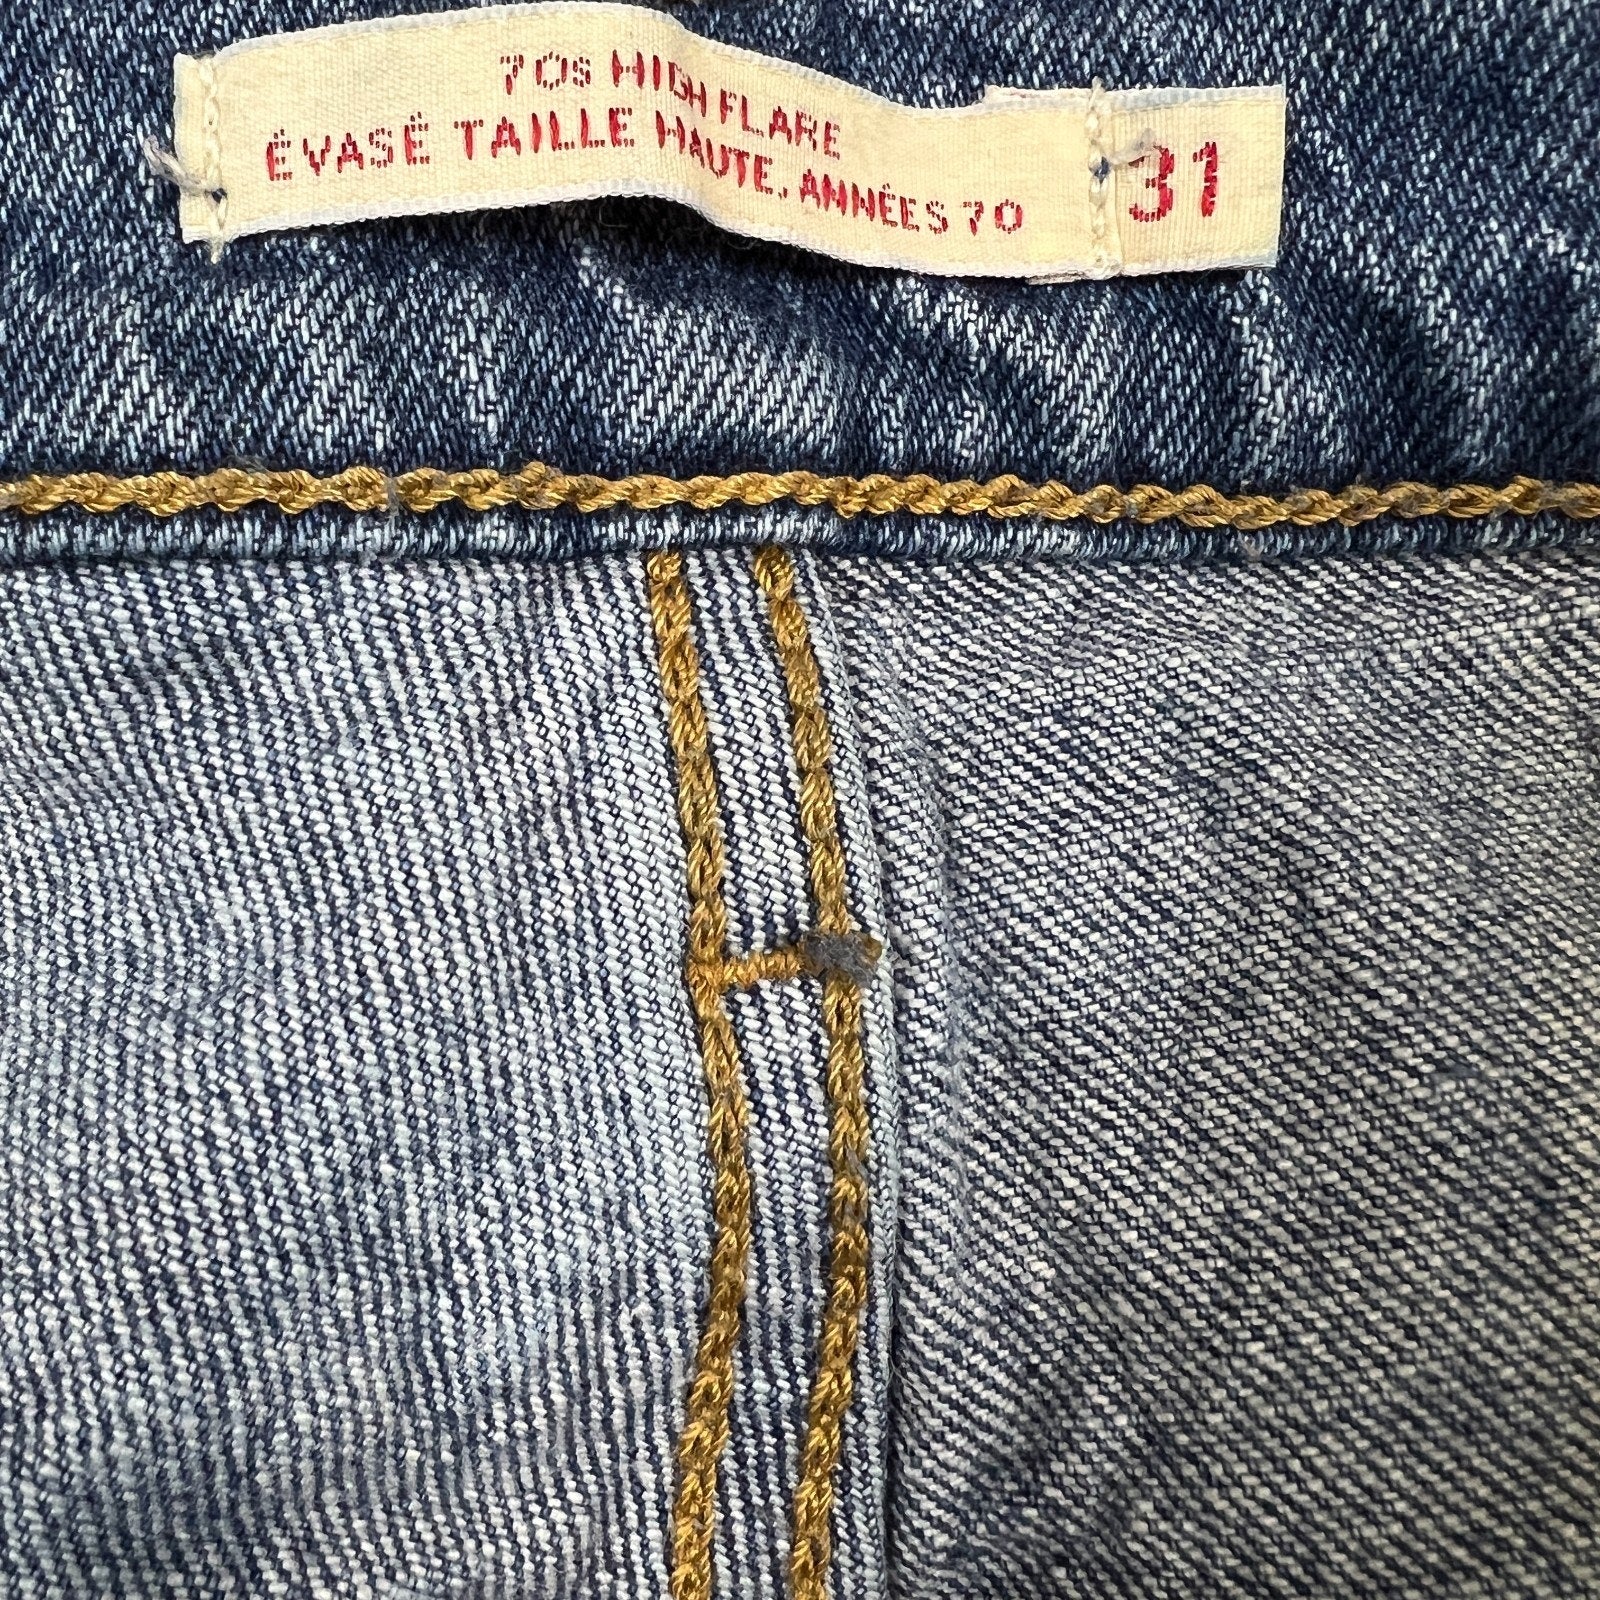 70s HIGH FLARE
ÉVASÉ TAILLE HAUTE, ANNÉES 70
31